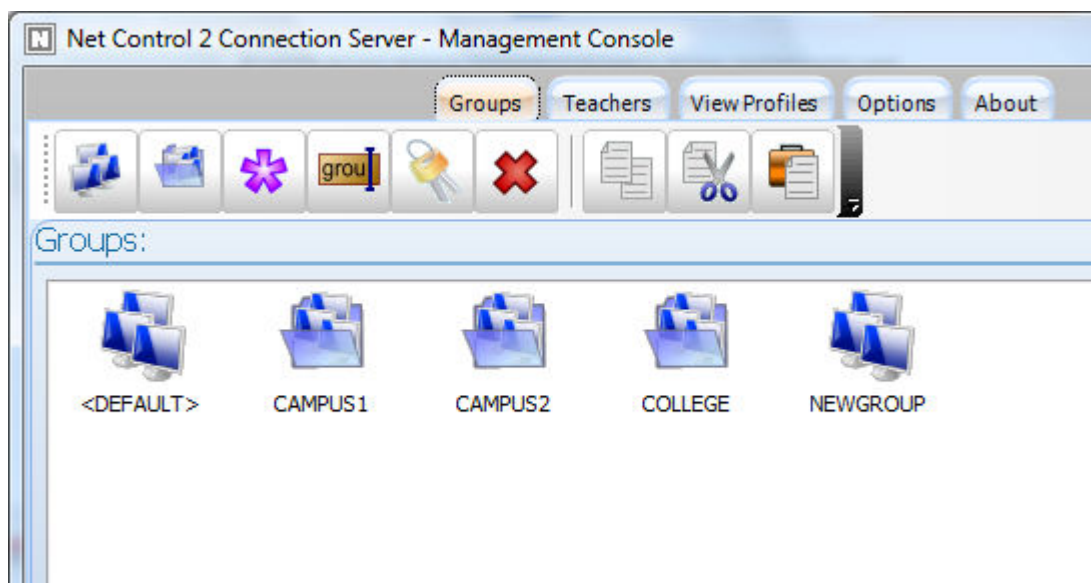 N Net Control 2 Connection Server - Management Console
Groups Teachers View Profiles Options About
grou
Groups:
<DEFAULT> CAMPUS1 CAMPUS2 COLLEGE NEWGROUP